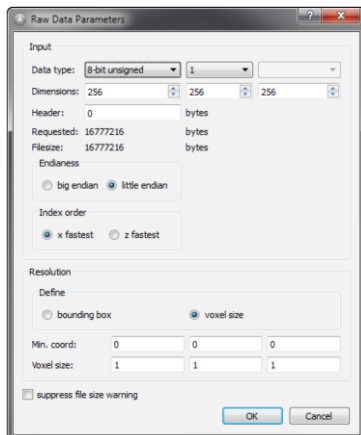 Raw Data Parameters
Input
Data type: 8-bit unsigned 1
Dimensions: 256 256 256
Header: 0 bytes
Requested: 16777216 bytes
Filesize: 16777216 bytes
Endianess
big endian little endian
Index order
x fastest z fastest
Resolution
Define
bounding box voxel size
Min. coord: 0 0 0
Voxel size: 1 1 1
suppress file size warning
OK Cancel